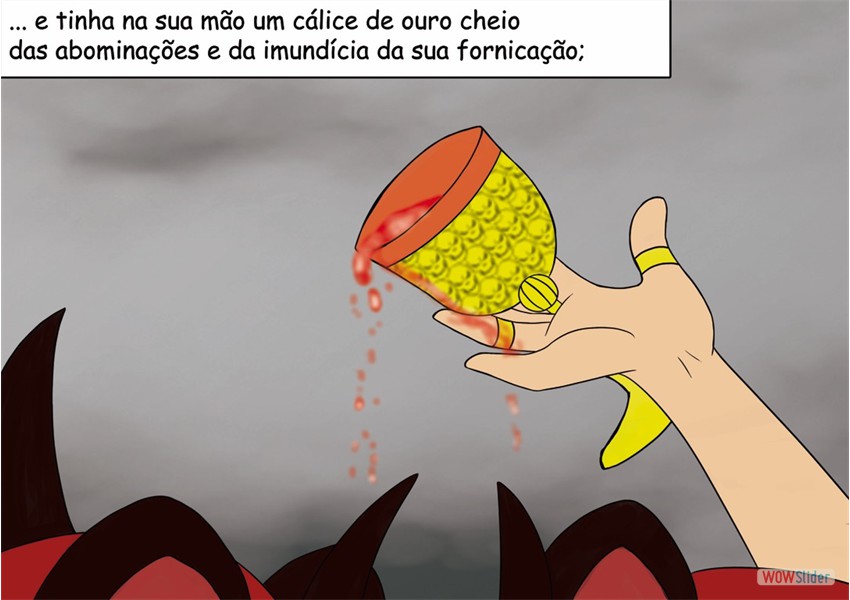 ... e tinha na sua mão um cálice de ouro cheio
das abominações e da imundícia da sua fornicação;
WOWSlider